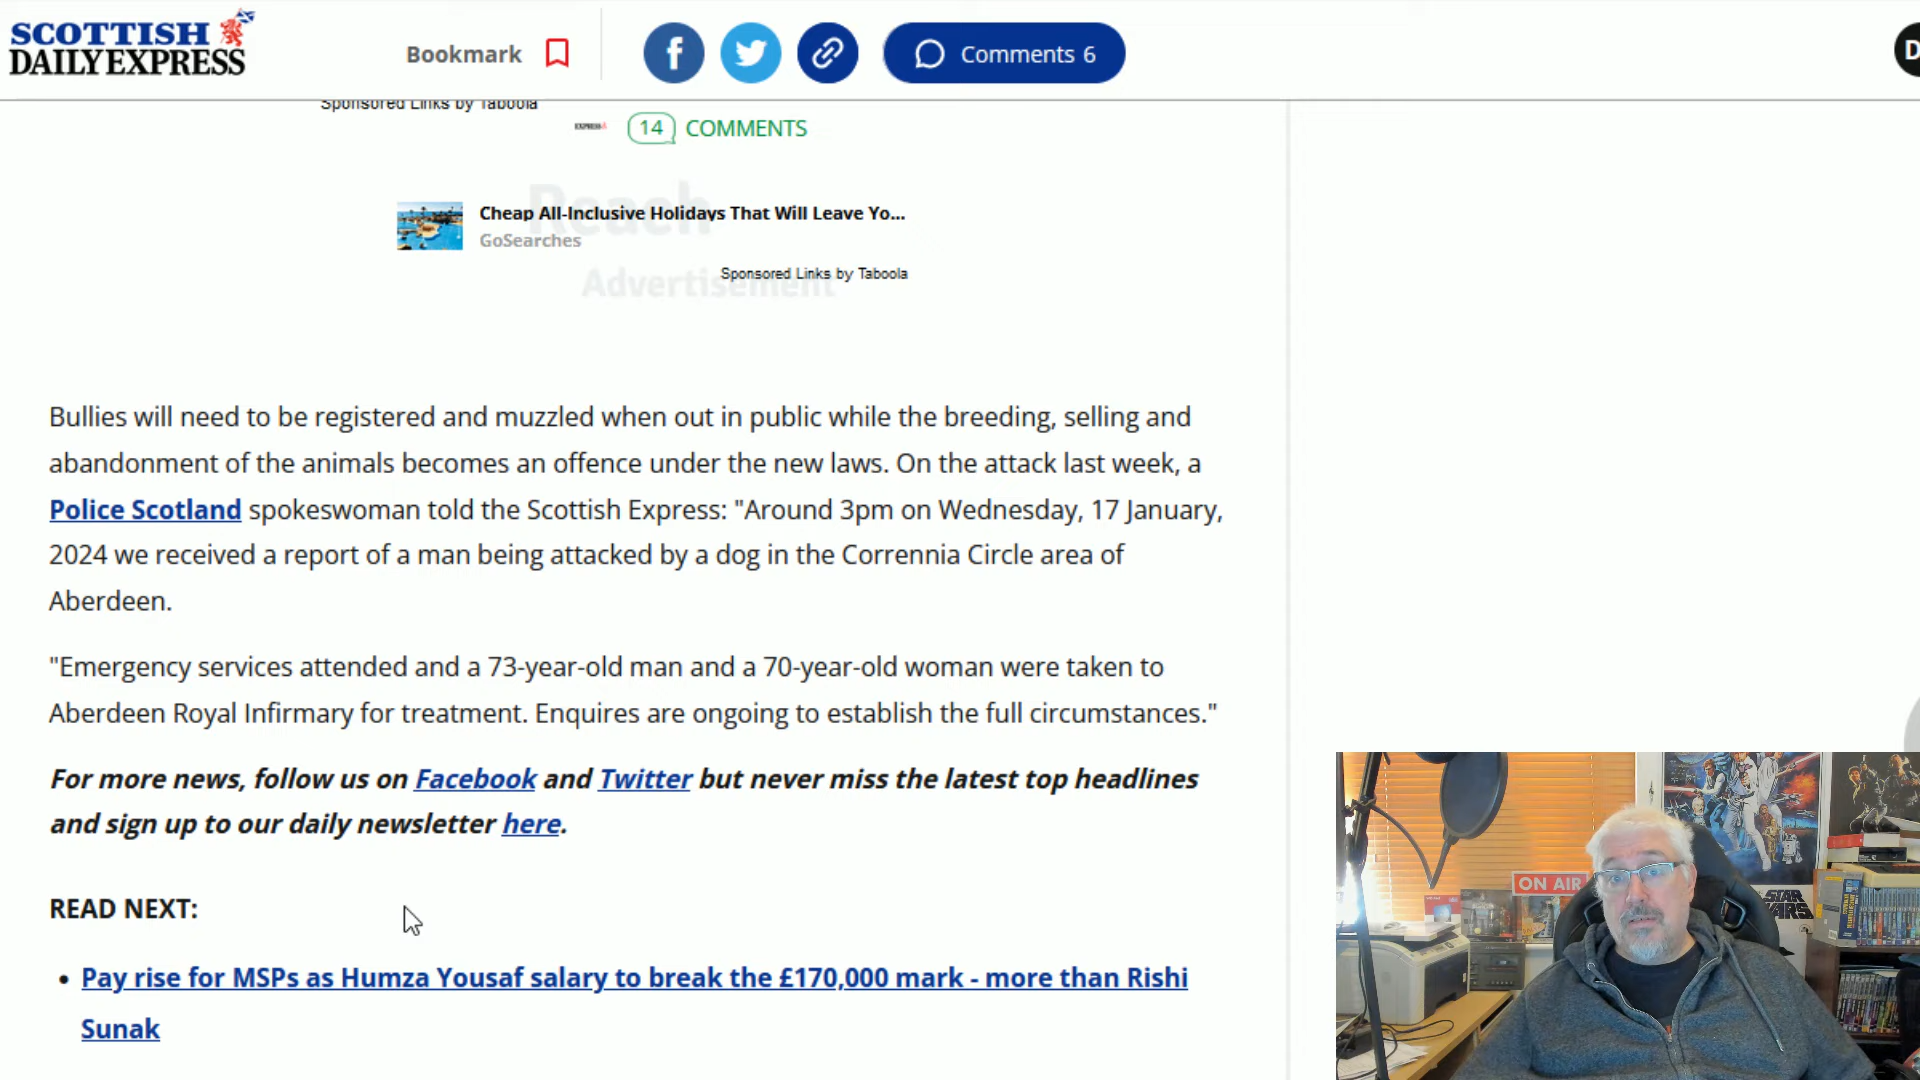 SCOTTISH
DAILY EXPRESS
Bookmark
Comments 6
D
Sponsored Links by Taboola
EXPRESS
14 COMMENTS
Reach
Cheap All-Inclusive Holidays That Will Leave Yo...
GoSearches
Advertisement
Sponsored Links by Taboola
Bullies will need to be registered and muzzled when out in public while the breeding, selling and
abandonment of the animals becomes an offence under the new laws. On the attack last week, a
Police Scotland spokeswoman told the Scottish Express: "Around 3pm on Wednesday, 17 January,
2024 we received a report of a man being attacked by a dog in the Corrennia Circle area of
Aberdeen.
"Emergency services attended and a 73-year-old man and a 70-year-old woman were taken to
Aberdeen Royal Infirmary for treatment. Enquires are ongoing to establish the full circumstances."
For more news, follow us on Facebook and Twitter but never miss the latest top headlines
and sign up to our daily newsletter here.
READ NEXT:
• Pay rise for MSPs as Humza Yousaf salary to break the £170,000 mark - more than Rishi
Sunak
ON AIR
STAR
WARS